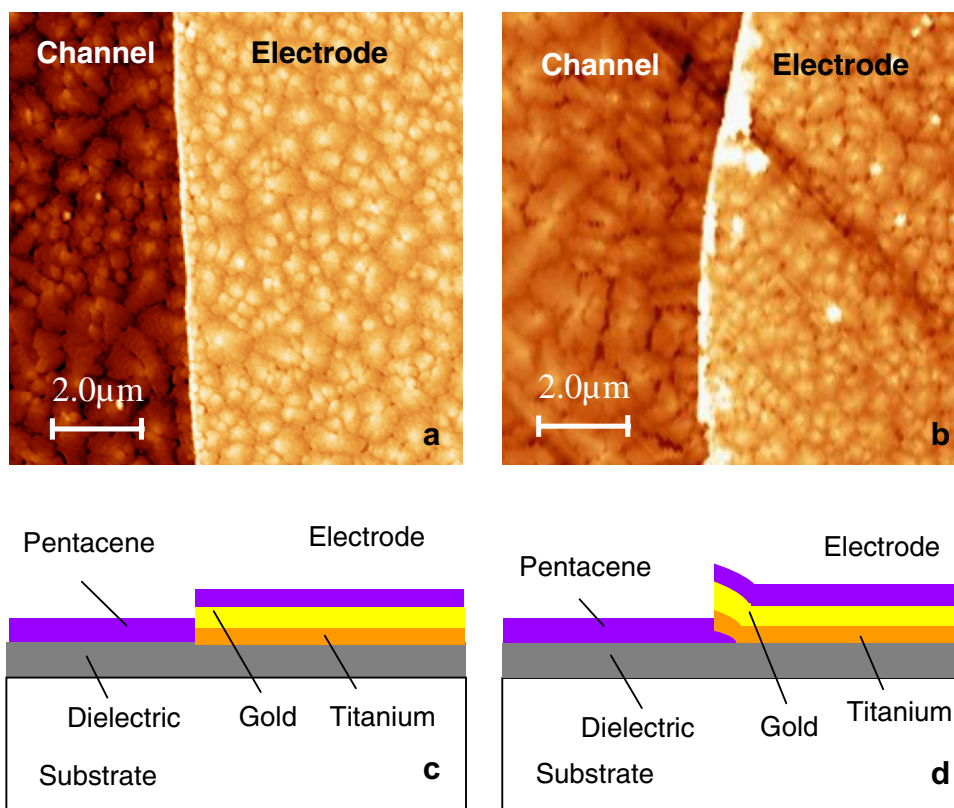 Channel
Electrode
2.0µm
a
Channel
Electrode
2.0µm
b
Pentacene
Electrode
Dielectric
Gold
Titanium
Substrate
c
Pentacene
Electrode
Dielectric
Gold
Titanium
Substrate
d